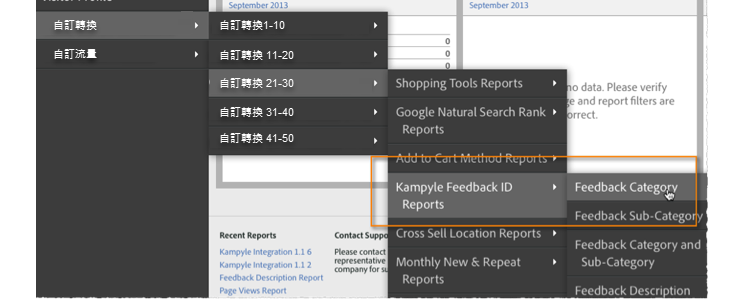 September 2013
September 2013
自訂轉換
自訂流量
自訂轉換1-10
自訂轉換 11-20
自訂轉換 21-30
自訂轉換 31-40
自訂轉換 41-50
0
0
0
no data. Please verify
ge and report filters are
orrect.
Shopping Tools Reports
Google Natural Search Rank
Reports
Add to Cart Method Reports
Kampyle Feedback ID
Reports
Cross Sell Location Reports
Monthly New & Repeat
Reports
Feedback Category
Feedback Sub-Category
Feedback Category and
Sub-Category
Feedback Description
Recent Reports
Kampyle Integration 1.1 6
Kampyle Integration 1.1 2
Feedback Description Report
Page Views Report
Contact Suppo
Please contact
representative
company for su